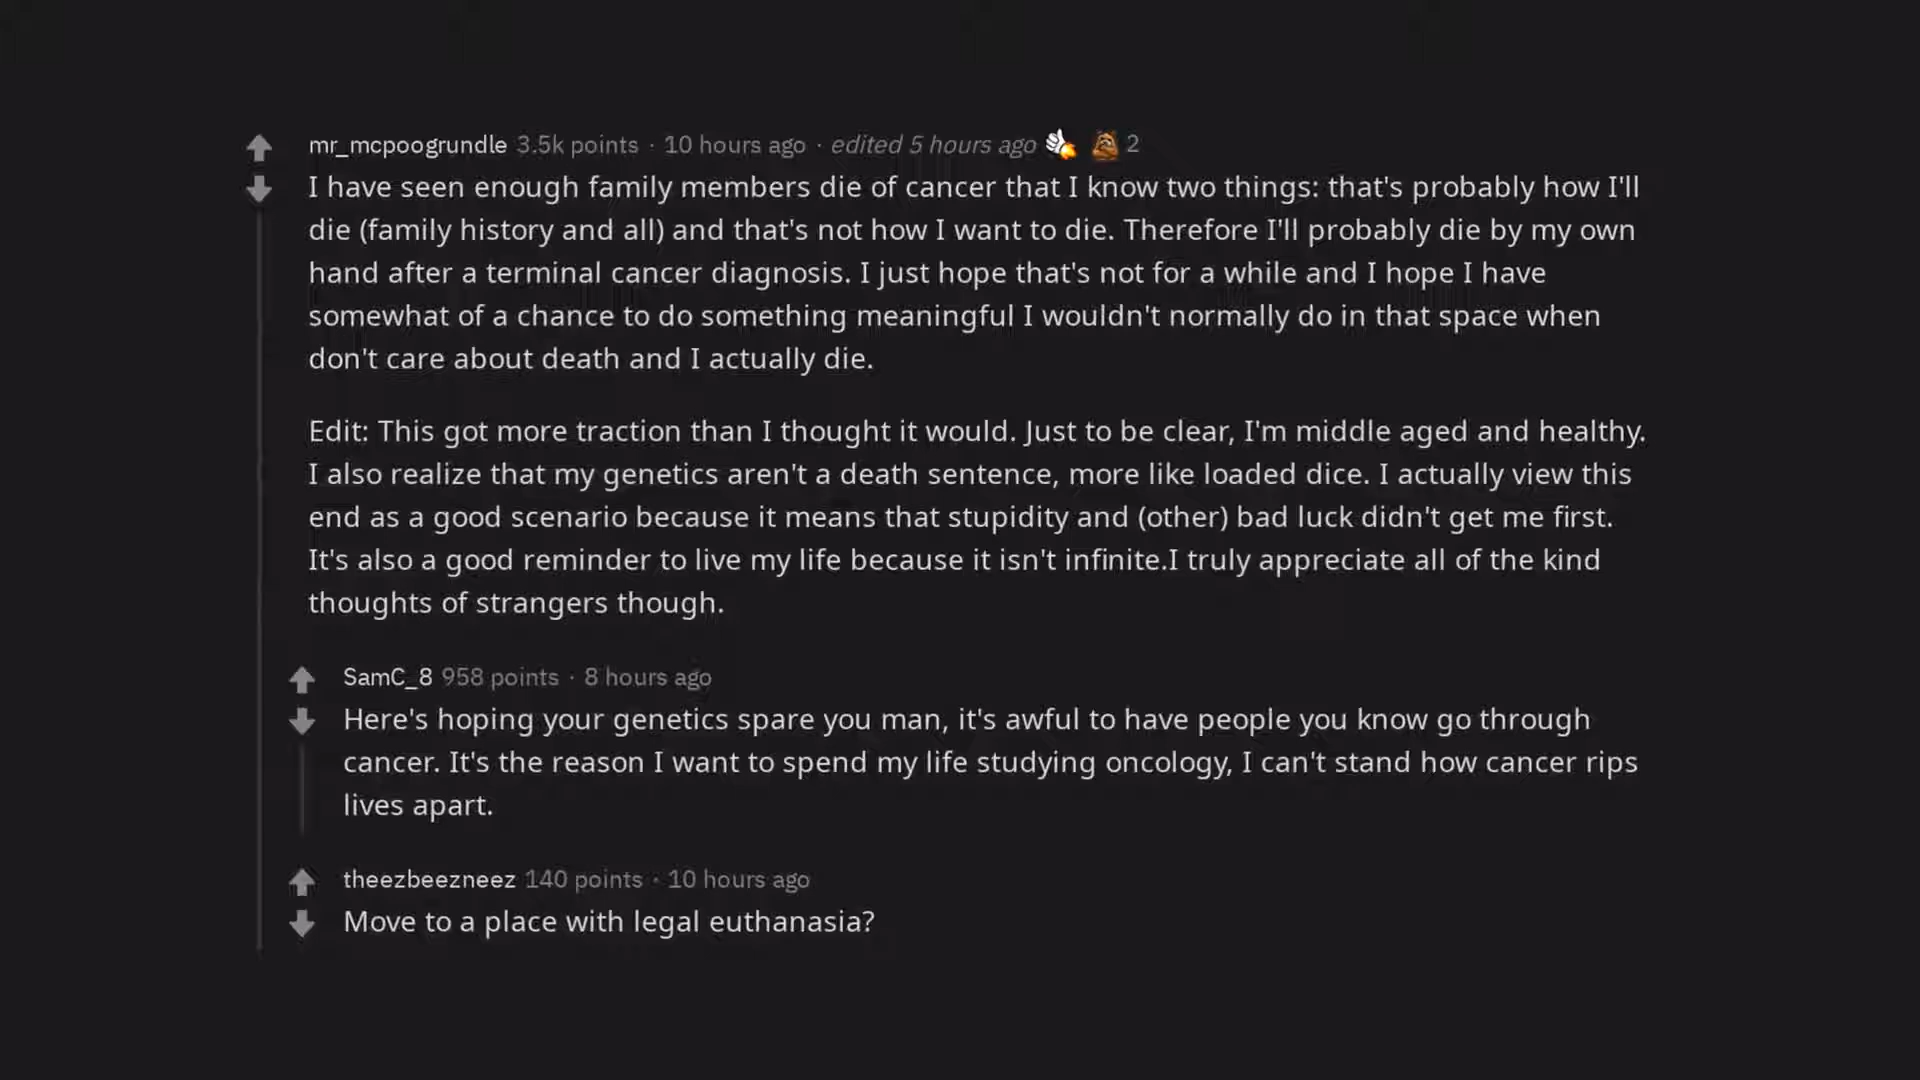 mr_mcpoogrundle 3.5k points · 10 hours ago · edited 5 hours ago 2
I have seen enough family members die of cancer that I know two things: that's probably how I'll
die (family history and all) and that's not how I want to die. Therefore I'll probably die by my own
hand after a terminal cancer diagnosis. I just hope that's not for a while and I hope I have
somewhat of a chance to do something meaningful I wouldn't normally do in that space when
don't care about death and I actually die.
Edit: This got more traction than I thought it would. Just to be clear, I'm middle aged and healthy.
I also realize that my genetics aren't a death sentence, more like loaded dice. I actually view this
end as a good scenario because it means that stupidity and (other) bad luck didn't get me first.
It's also a good reminder to live my life because it isn't infinite.I truly appreciate all of the kind
thoughts of strangers though.
SamC_8 958 points · 8 hours ago
Here's hoping your genetics spare you man, it's awful to have people you know go through
cancer. It's the reason I want to spend my life studying oncology, I can't stand how cancer rips
lives apart.
theezbeezneez 140 points · 10 hours ago
Move to a place with legal euthanasia?